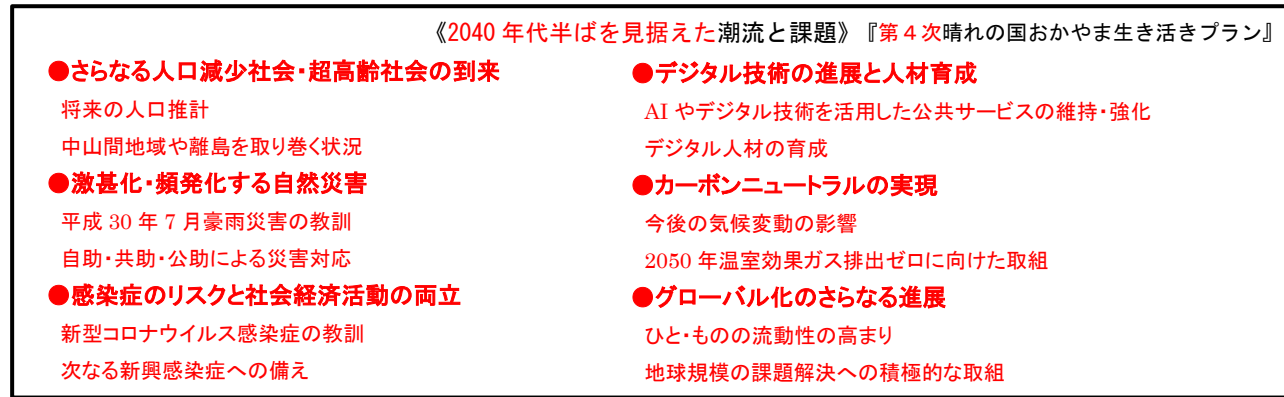 《2040 年代半ばを見据えた潮流と課題》『第４次晴れの国おかやま生き活きプラン』
●さらなる人口減少社会・超高齢社会の到来
将来の人口推計
中山間地域や離島を取り巻く状況
●激甚化・頻発化する自然災害
平成 30 年 7 月豪雨災害の教訓
自助・共助・公助による災害対応
●感染症のリスクと社会経済活動の両立
新型コロナウイルス感染症の教訓
次なる新興感染症への備え
●デジタル技術の進展と人材育成
AI やデジタル技術を活用した公共サービスの維持・強化
デジタル人材の育成
●カーボンニュートラルの実現
今後の気候変動の影響
2050 年温室効果ガス排出ゼロに向けた取組
●グローバル化のさらなる進展
ひと・ものの流動性の高まり
地球規模の課題解決への積極的な取組